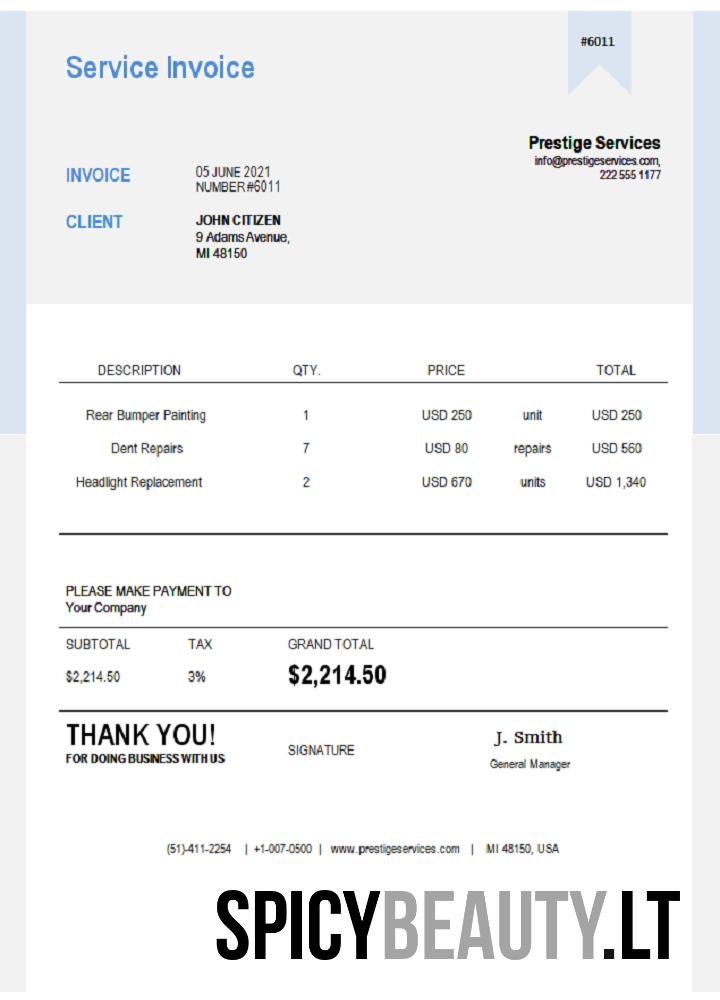 #6011
Service Invoice
Prestige Services
info@prestigeservices.com,
222 555 1177
INVOICE 05 JUNE 2021
NUMBER#6011
CLIENT JOHN CITIZEN
9 Adams Avenue,
MI 48150
DESCRIPTION QTY. PRICE TOTAL
Rear Bumper Painting 1 USD 250 unit USD 250
Dent Repairs 7 USD 80 repairs USD 560
Headlight Replacement 2 USD 670 units USD 1,340
PLEASE MAKE PAYMENT TO
Your Company
SUBTOTAL TAX GRAND TOTAL
$2,214.50 3% $2,214.50
THANK YOU!
FOR DOING BUSINESS WITH US
SIGNATURE
J. Smith
General Manager
(51)-411-2254 | +1-007-0500 | www.prestigeservices.com | MI 48150, USA
SPICYBEAUTY.LT